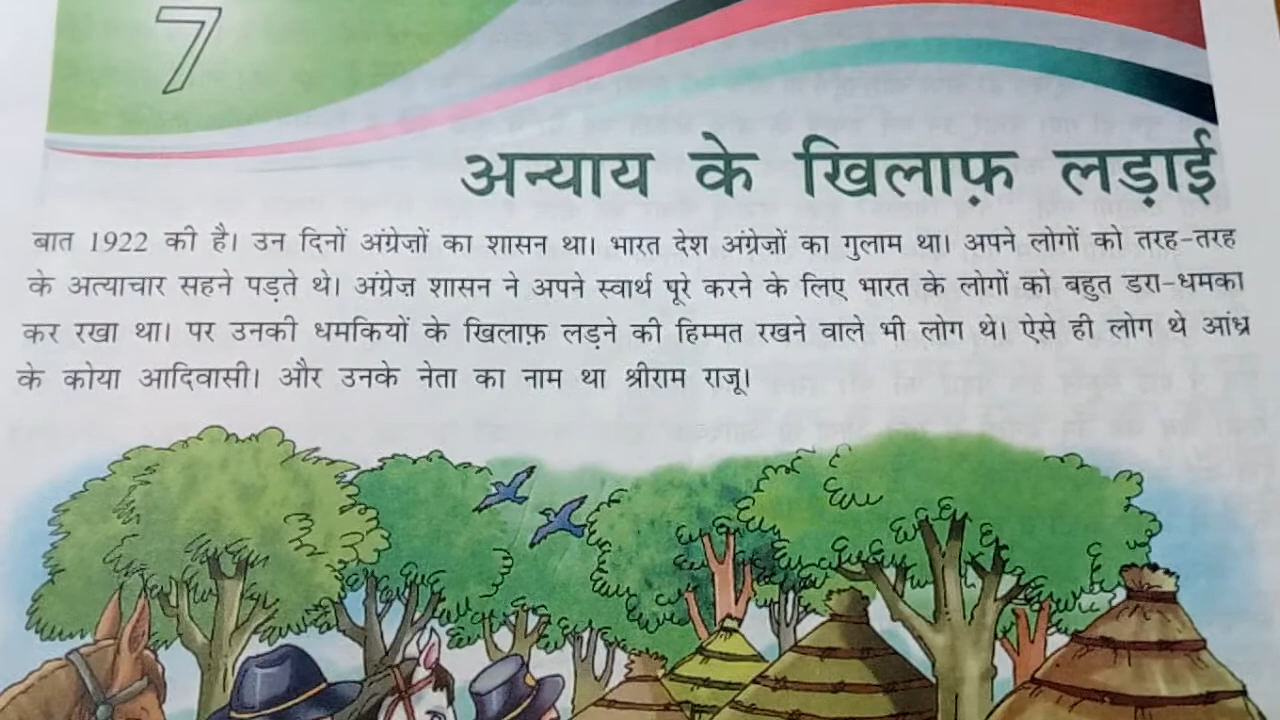 7
अन्याय के खिलाफ़ लड़ाई
बात 1922 की है। उन दिनों अंग्रेज़ों का शासन था। भारत देश अंग्रेज़ों का गुलाम था। अपने लोगों को तरह-तरह
के अत्याचार सहने पड़ते थे। अंग्रेज़ शासन ने अपने स्वार्थ पूरे करने के लिए भारत के लोगों को बहुत डरा-धमका
कर रखा था। पर उनकी धमकियों के खिलाफ़ लड़ने की हिम्मत रखने वाले भी लोग थे। ऐसे ही लोग थे आंध्र
के कोया आदिवासी। और उनके नेता का नाम था श्रीराम राजू।